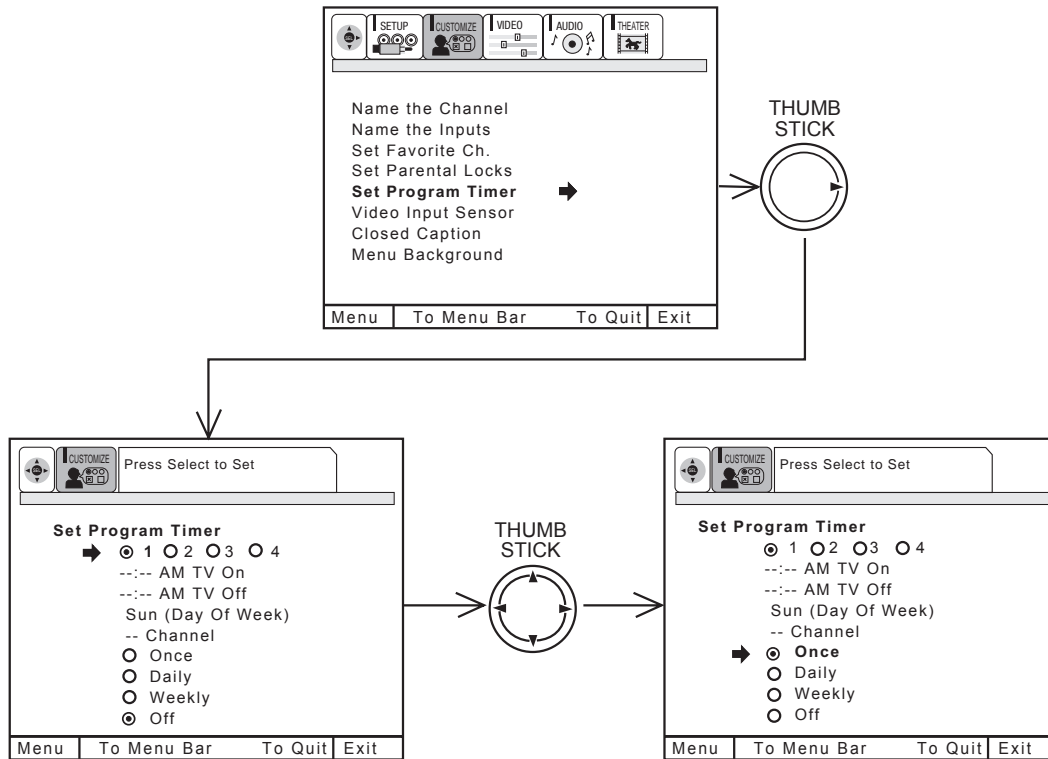 SETUP CUSTOMIZE VIDEO AUDIO THEATER
SEL
Name the Channel
Name the Inputs
Set Favorite Ch.
Set Parental Locks
Set Program Timer
Video Input Sensor
Closed Caption
Menu Background
Menu To Menu Bar To Quit Exit
THUMB
STICK
SEL
CUSTOMIZE
Press Select to Set
Set Program Timer
1 2 3 4
--:-- AM TV On
--:-- AM TV Off
Sun (Day Of Week)
-- Channel
Once
Daily
Weekly
Off
Menu To Menu Bar To Quit Exit
THUMB
STICK
SEL
CUSTOMIZE
Press Select to Set
Set Program Timer
1 2 3 4
--:-- AM TV On
--:-- AM TV Off
Sun (Day Of Week)
-- Channel
Once
Daily
Weekly
Off
Menu To Menu Bar To Quit Exit